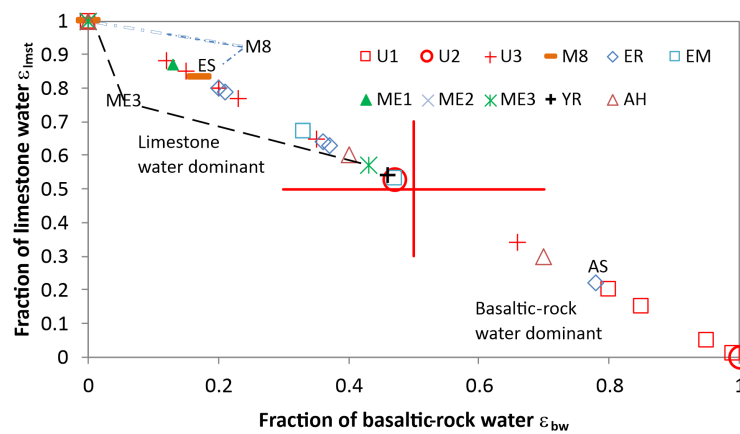 1
0.9
0.8
0.7
0.6
0.5
0.4
0.3
0.2
0.1
0
Fraction of limestone water ε_lmst
M8
ES
ME3
Limestone
water dominant
U1 U2 U3 M8 ER EM
ME1 ME2 ME3 YR AH
AS
Basaltic-rock
water dominant
0 0.2 0.4 0.6 0.8 1
Fraction of basaltic-rock water ε_bw